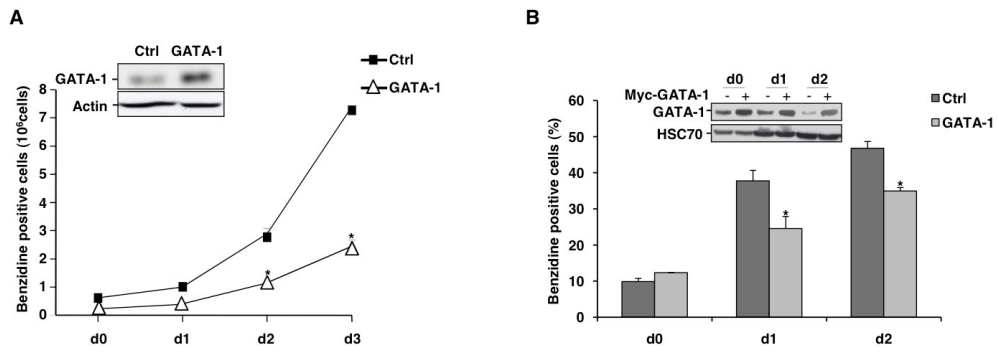 A
Ctrl GATA-1
GATA-1
Actin
Ctrl
GATA-1
Benzidine positive cells (10⁶cells)
8
7
6
5
4
3
2
1
0
*
*
d0 d1 d2 d3
B
d0 d1 d2
Myc-GATA-1 - + - + - +
GATA-1
HSC70
Ctrl
GATA-1
Benzidine positive cells (%)
60
50
40
30
20
10
0
*
*
d0 d1 d2